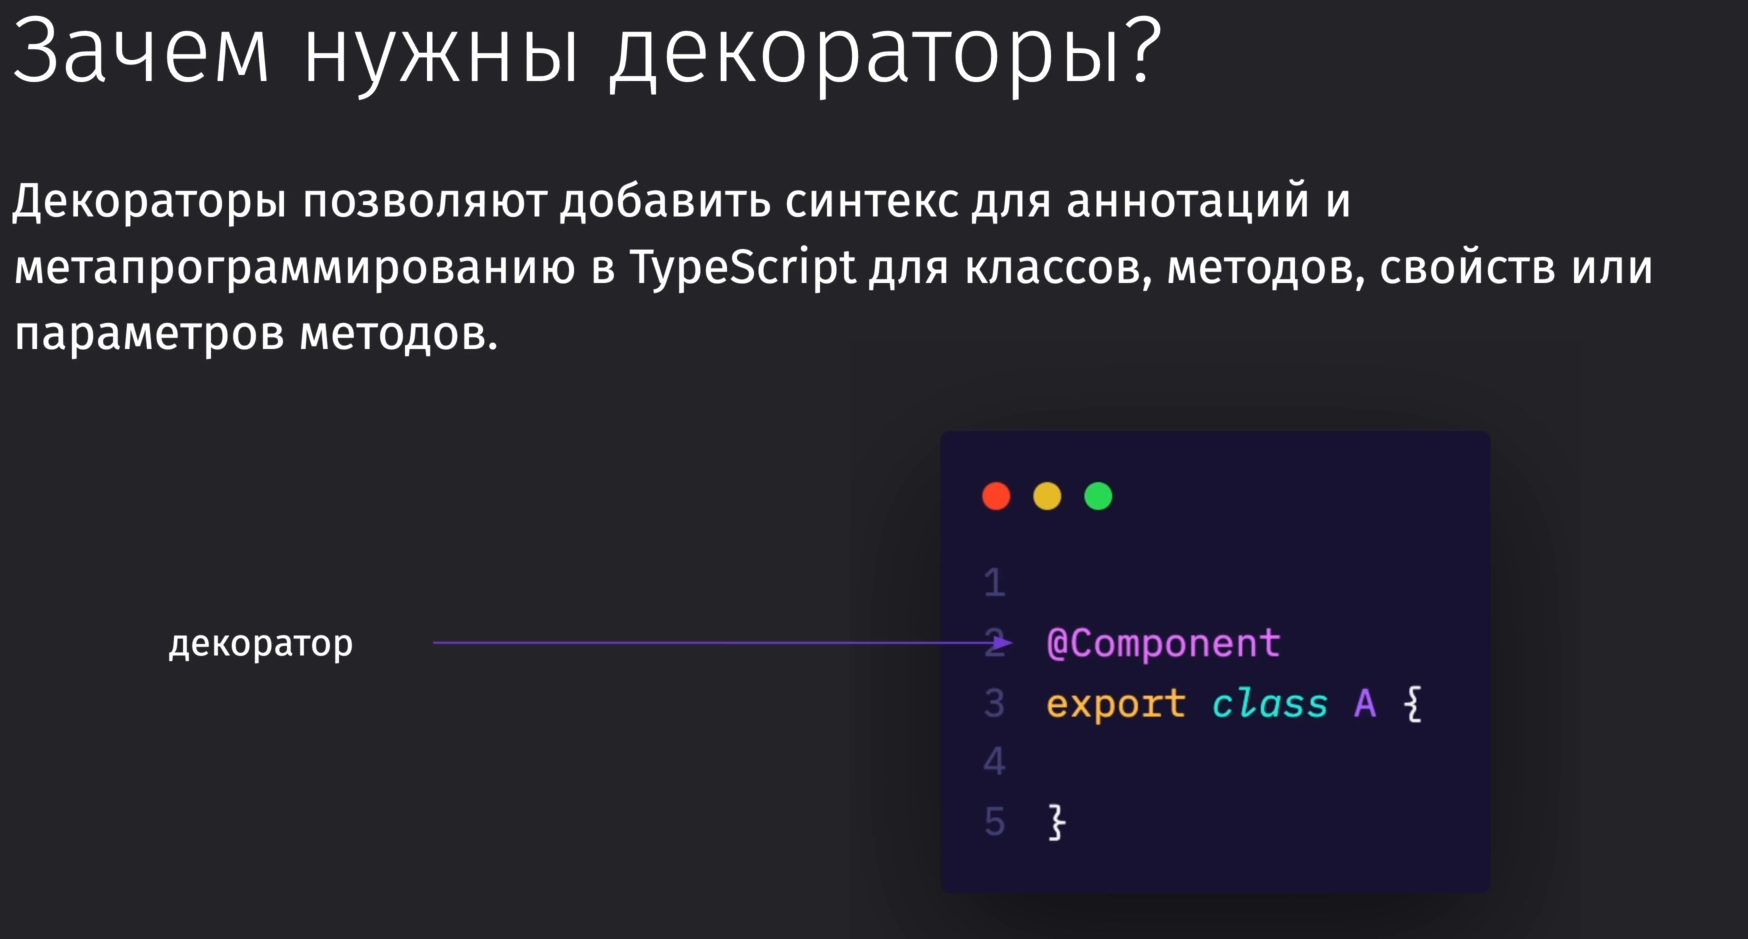 Зачем нужны декораторы?
Декораторы позволяют добавить синтекс для аннотаций и
метапрограммированию в TypeScript для классов, методов, свойств или
параметров методов.
1
декоратор
2 @Component
3 export class A {
4
5 }